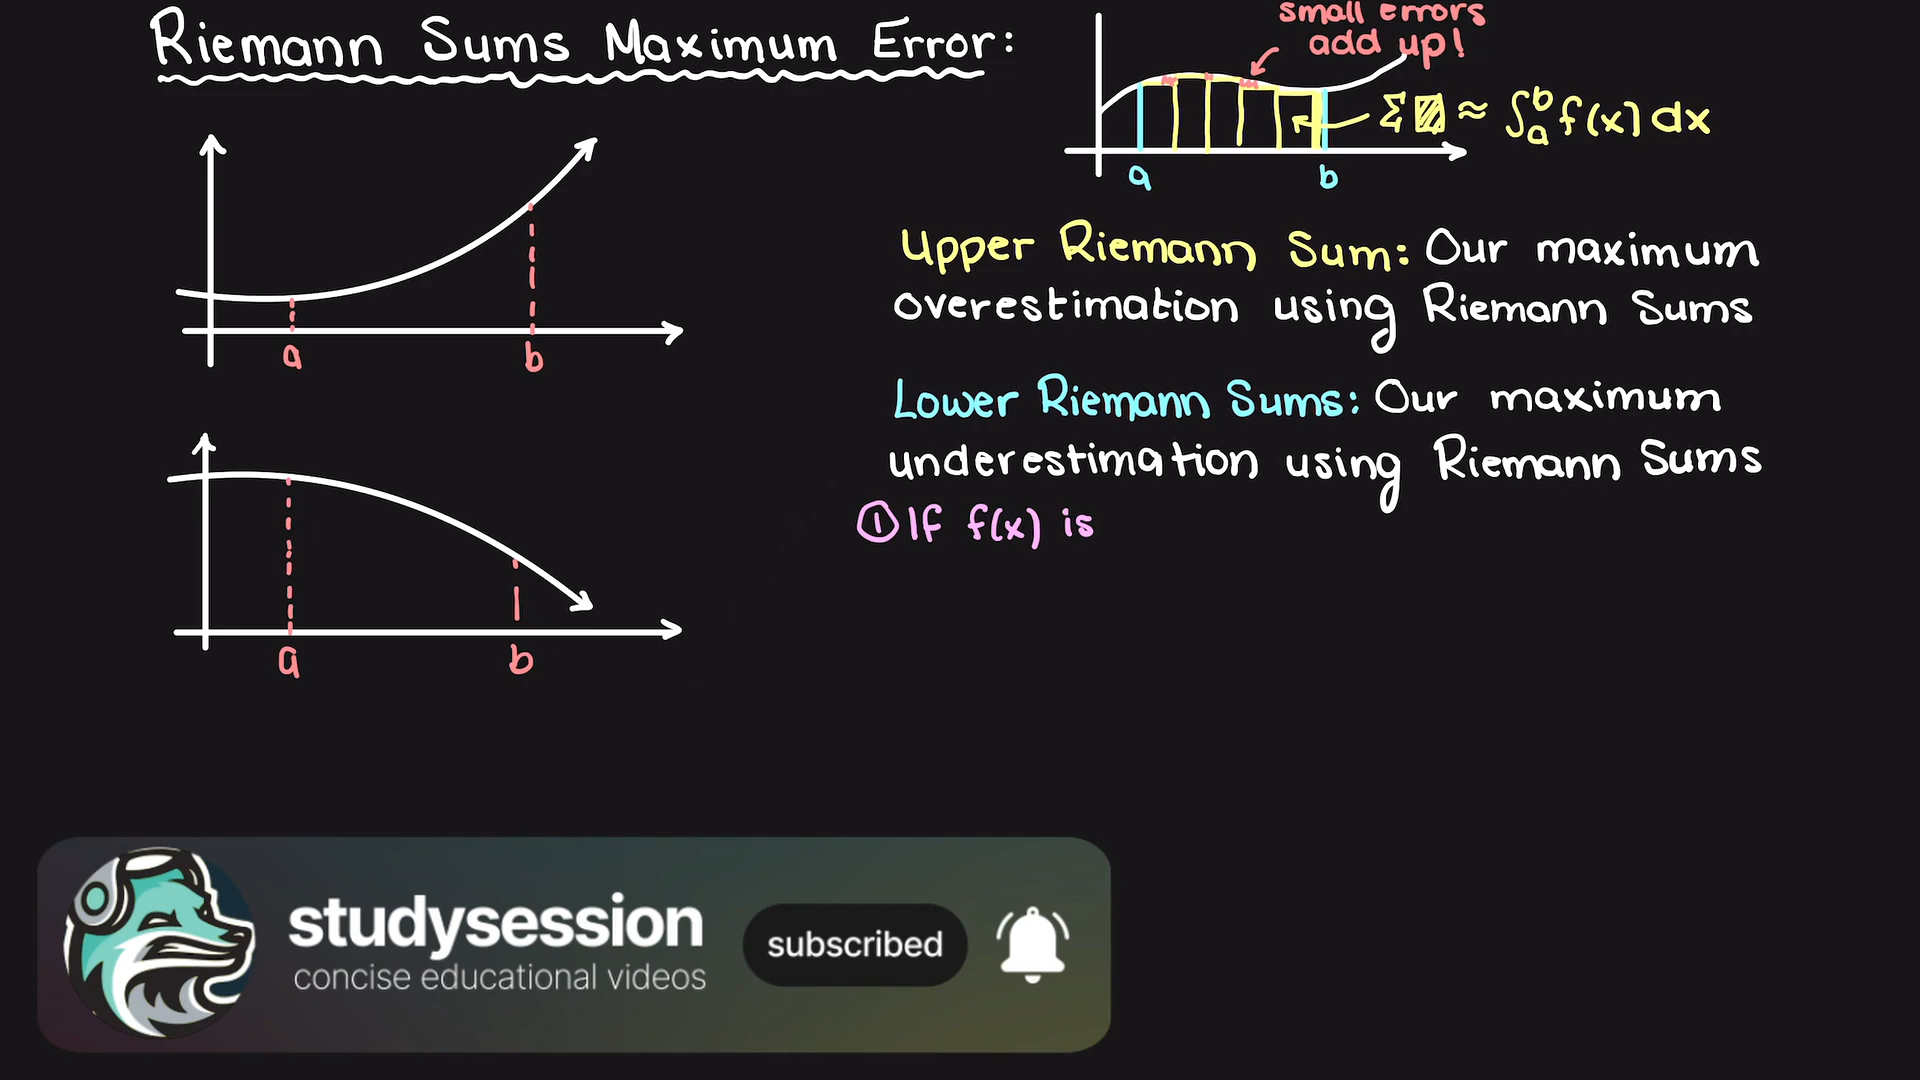 Riemann Sums Maximum Error:
small errors
add up!
Σ ▨ ≈ ∫ₐᵇ f(x) dx
a b
Upper Riemann Sum: Our maximum
overestimation using Riemann Sums
a b
Lower Riemann Sums: Our maximum
underestimation using Riemann Sums
① If f(x) is
a b
studysession
concise educational videos
subscribed